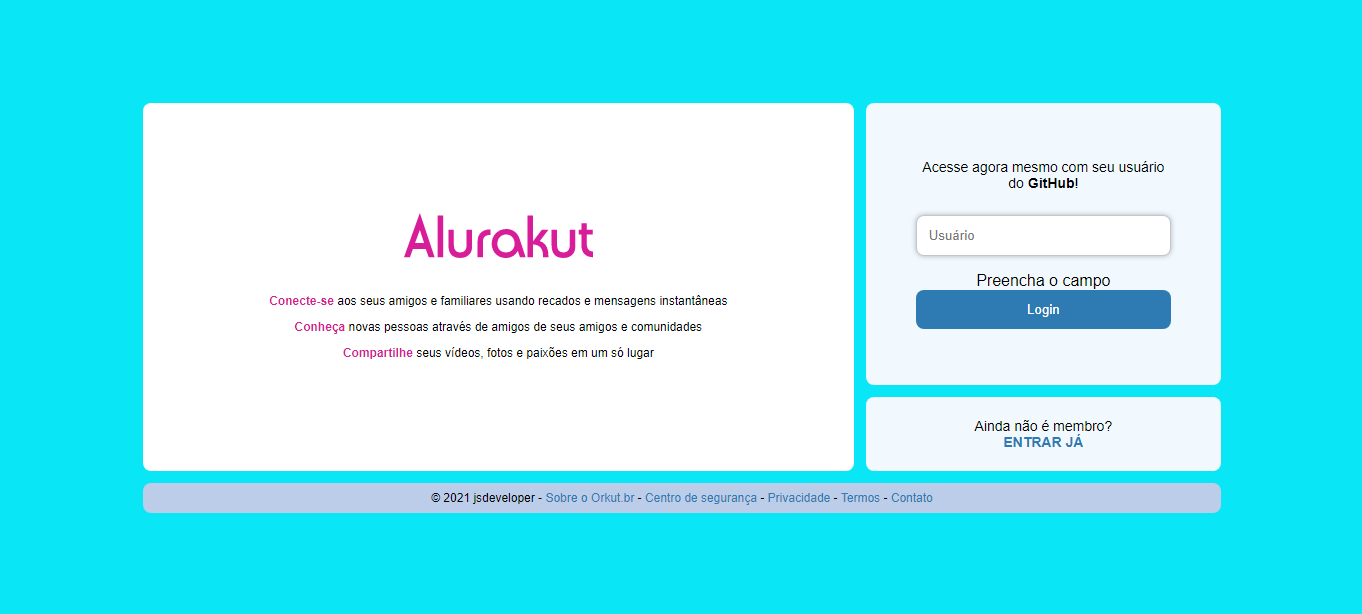 Alurakut
Conecte-se aos seus amigos e familiares usando recados e mensagens instantâneas
Conheça novas pessoas através de amigos de seus amigos e comunidades
Compartilhe seus vídeos, fotos e paixões em um só lugar
Acesse agora mesmo com seu usuário
do GitHub!
Usuário
Preencha o campo
Login
Ainda não é membro?
ENTRAR JÁ
© 2021 jsdeveloper - Sobre o Orkut.br - Centro de segurança - Privacidade - Termos - Contato